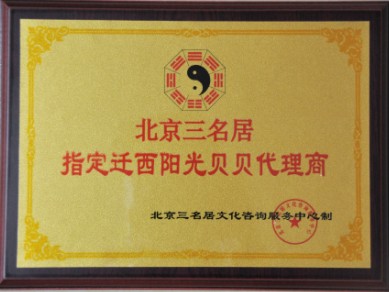 北京三名居
指定迁西阳光贝贝代理商
北京三名居文化咨询服务中心制